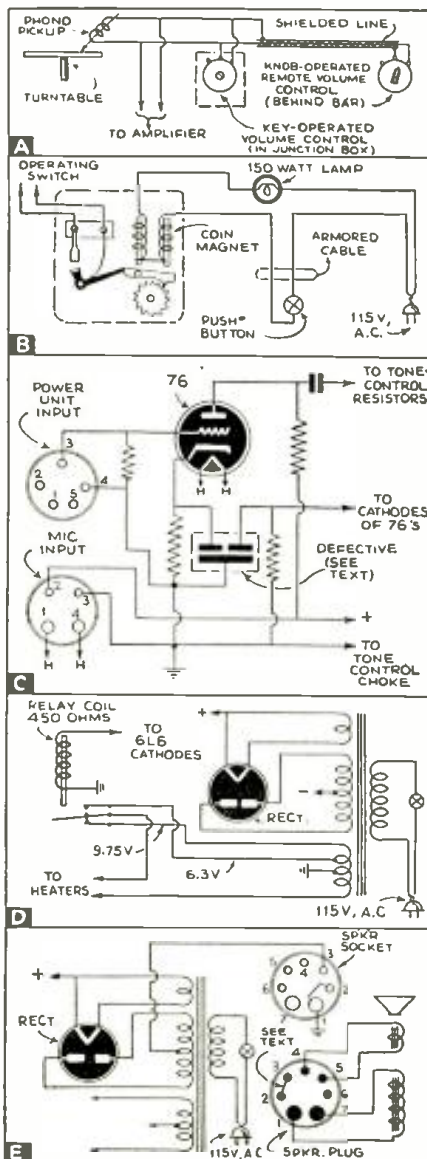 PHONO
PICKUP
TURNTABLE
TO AMPLIFIER
SHIELDED LINE
KNOB-OPERATED
REMOTE VOLUME
CONTROL
(BEHIND BAR)
KEY-OPERATED
VOLUME CONTROL
(IN JUNCTION BOX)
A
OPERATING
SWITCH
150 WATT LAMP
COIN
MAGNET
ARMORED
CABLE
PUSH
BUTTON
115V,
A.C.
B
POWER
UNIT
INPUT
76
3
2
4
1
5
H H
TO TONE
CONTROL
RESISTORS
TO
CATHODES
OF 76'S
DEFECTIVE
(SEE
TEXT)
MIC
INPUT
2
3
1
4
H H
+
TO
TONE
CONTROL
CHOKE
C
RELAY COIL
450 OHMS
TO
6L6
CATHODES
+
RECT.
-
9.75V
6.3V
TO
HEATERS
115V, A.C
D
SPKR
SOCKET
5
4
3
6
2
+
RECT.
SEE
TEXT
4
3
5
2
6
1
7
115V, A.C
SPKR. PLUG
E